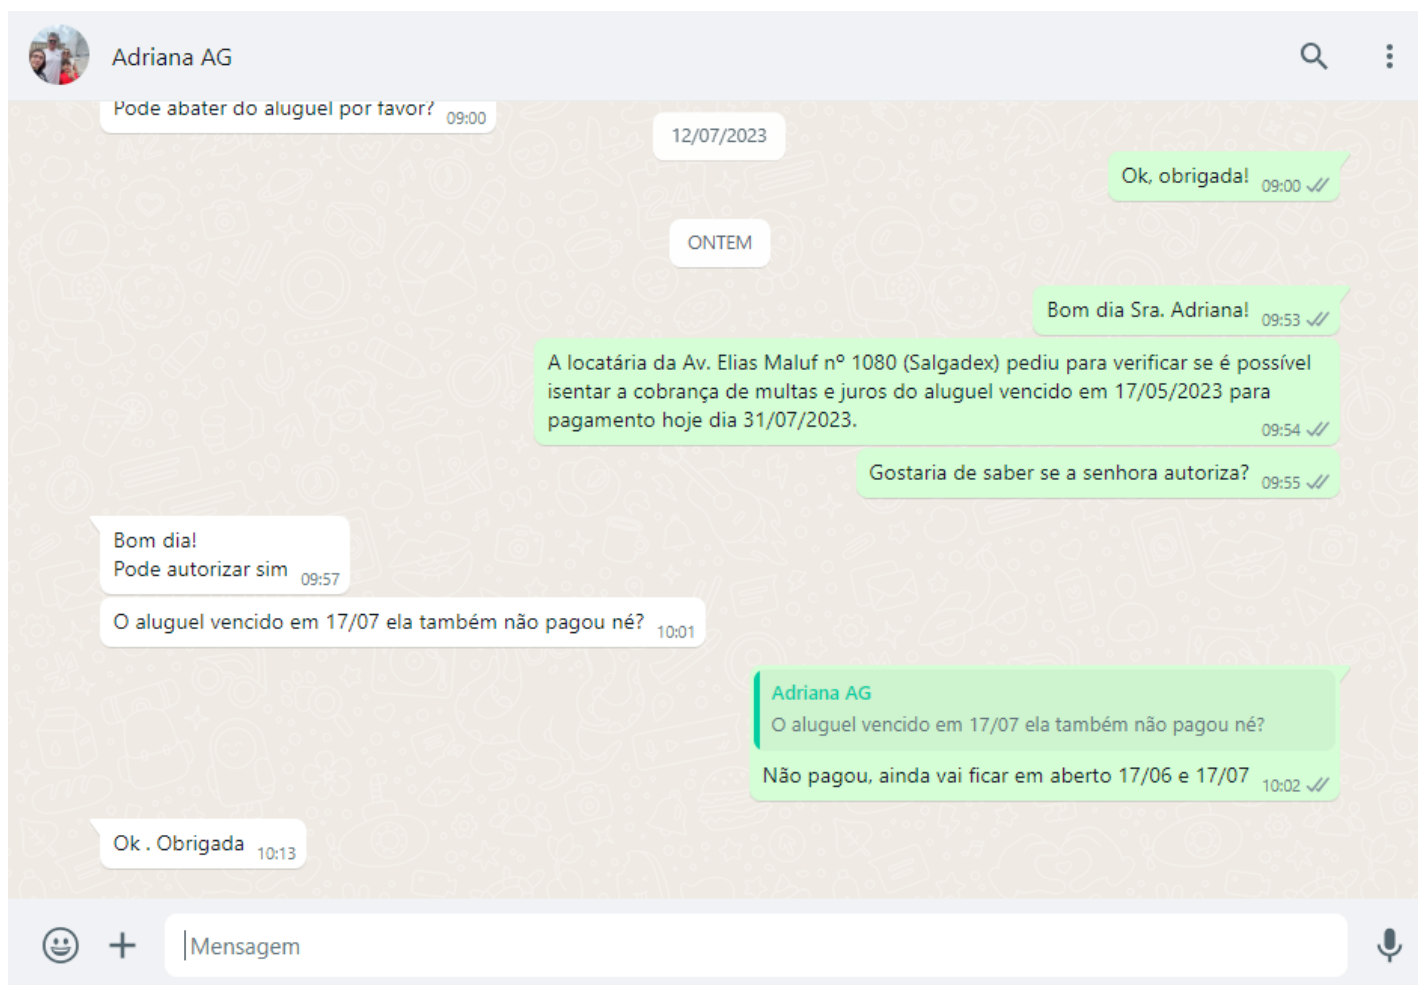 Adriana AG
Pode abater do aluguel por favor? 09:00
12/07/2023
Ok, obrigada! 09:00
ONTEM
Bom dia Sra. Adriana! 09:53
A locatária da Av. Elias Maluf nº 1080 (Salgadex) pediu para verificar se é possível
isentar a cobrança de multas e juros do aluguel vencido em 17/05/2023 para
pagamento hoje dia 31/07/2023.
09:54
Gostaria de saber se a senhora autoriza? 09:55
Bom dia!
Pode autorizar sim 09:57
O aluguel vencido em 17/07 ela também não pagou né? 10:01
Adriana AG
O aluguel vencido em 17/07 ela também não pagou né?
Não pagou, ainda vai ficar em aberto 17/06 e 17/07 10:02
Ok . Obrigada 10:13
Mensagem